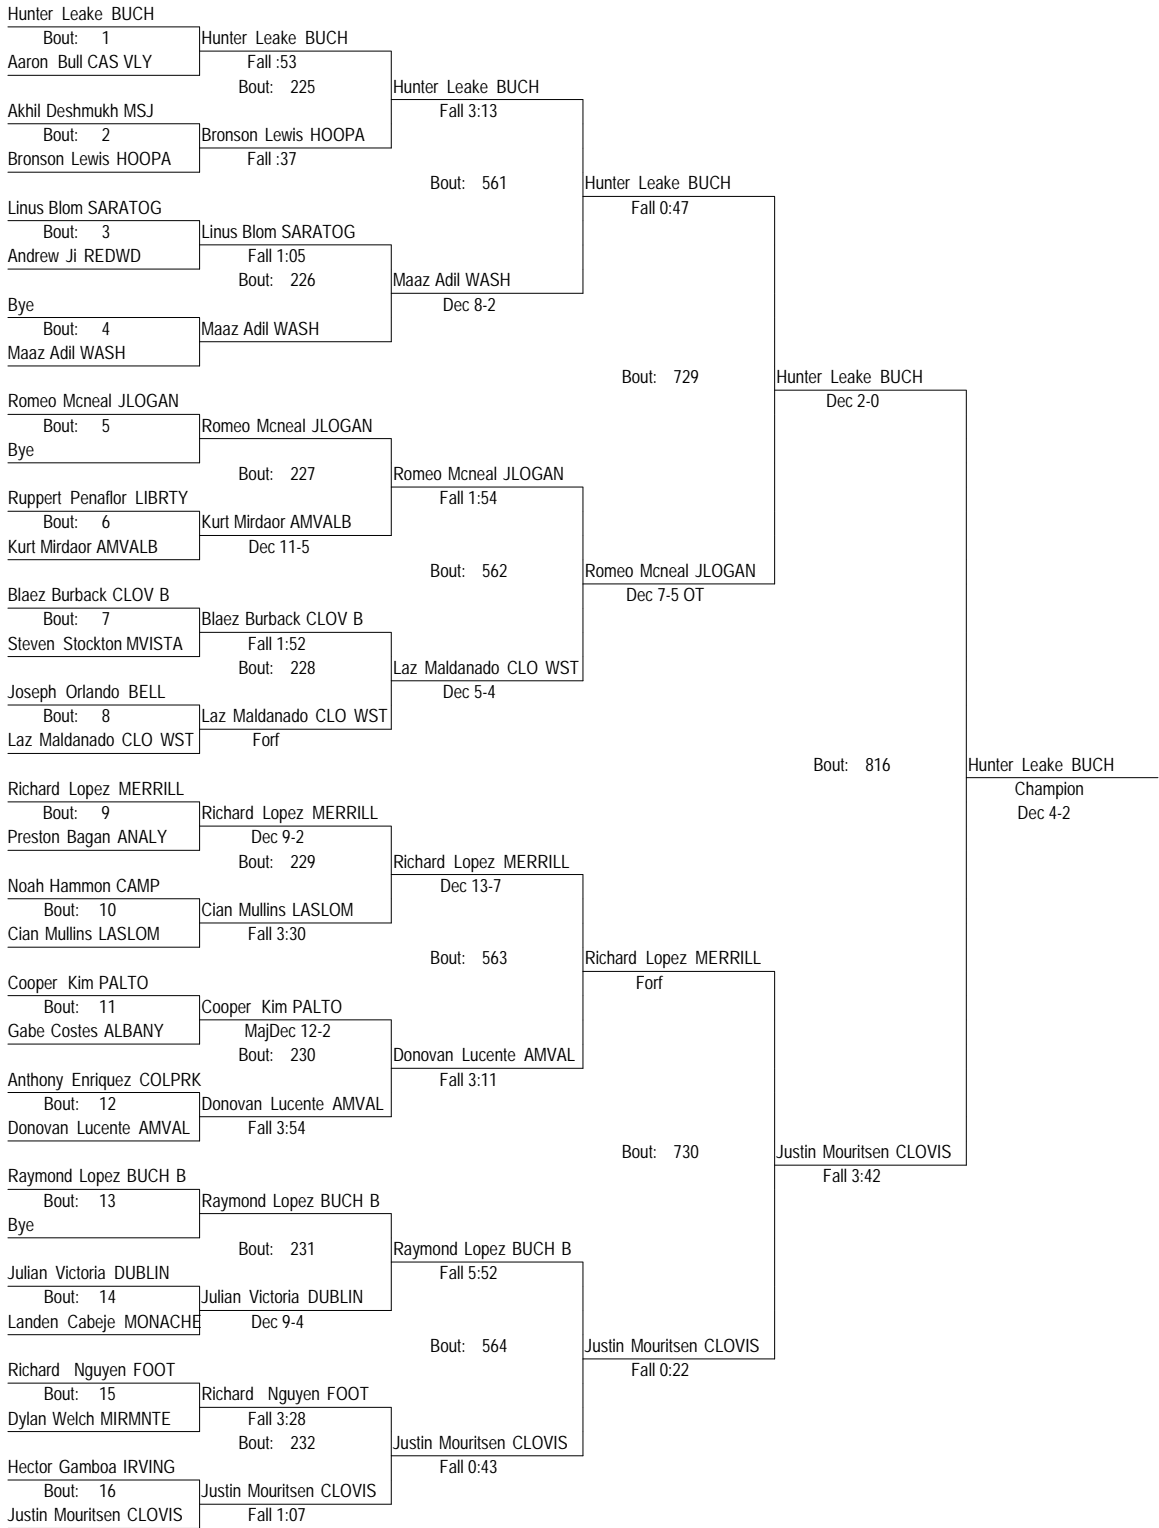 Hunter Leake BUCH
Bout: 1 Hunter Leake BUCH
Aaron Bull CAS VLY Fall :53
Bout: 225 Hunter Leake BUCH
Akhil Deshmukh MSJ Fall 3:13
Bout: 2 Bronson Lewis HOOPA
Bronson Lewis HOOPA Fall :37
Bout: 561 Hunter Leake BUCH
Linus Blom SARATOG Fall 0:47
Bout: 3 Linus Blom SARATOG
Andrew Ji REDWD Fall 1:05
Bout: 226 Maaz Adil WASH
Bye Dec 8-2
Bout: 4 Maaz Adil WASH
Maaz Adil WASH
Bout: 729 Hunter Leake BUCH
Romeo Mcneal JLOGAN Dec 2-0
Bout: 5 Romeo Mcneal JLOGAN
Bye
Bout: 227 Romeo Mcneal JLOGAN
Ruppert Penaflor LIBRTY Fall 1:54
Bout: 6 Kurt Mirdaor AMVALB
Kurt Mirdaor AMVALB Dec 11-5
Bout: 562 Romeo Mcneal JLOGAN
Blaez Burback CLOV B Dec 7-5 OT
Bout: 7 Blaez Burback CLOV B
Steven Stockton MVISTA Fall 1:52
Bout: 228 Laz Maldanado CLO WST
Joseph Orlando BELL Dec 5-4
Bout: 8 Laz Maldanado CLO WST
Laz Maldanado CLO WST Forf
Bout: 816 Hunter Leake BUCH
Richard Lopez MERRILL Champion
Bout: 9 Richard Lopez MERRILL Dec 4-2
Preston Bagan ANALY Dec 9-2
Bout: 229 Richard Lopez MERRILL
Noah Hammon CAMP Dec 13-7
Bout: 10 Cian Mullins LASLOM
Cian Mullins LASLOM Fall 3:30
Bout: 563 Richard Lopez MERRILL
Cooper Kim PALTO Forf
Bout: 11 Cooper Kim PALTO
Gabe Costes ALBANY MajDec 12-2
Bout: 230 Donovan Lucente AMVAL
Anthony Enriquez COLPRK Fall 3:11
Bout: 12 Donovan Lucente AMVAL
Donovan Lucente AMVAL Fall 3:54
Bout: 730 Justin Mouritsen CLOVIS
Raymond Lopez BUCH B Fall 3:42
Bout: 13 Raymond Lopez BUCH B
Bye
Bout: 231 Raymond Lopez BUCH B
Julian Victoria DUBLIN Fall 5:52
Bout: 14 Julian Victoria DUBLIN
Landen Cabeje MONACHE Dec 9-4
Bout: 564 Justin Mouritsen CLOVIS
Richard Nguyen FOOT Fall 0:22
Bout: 15 Richard Nguyen FOOT
Dylan Welch MIRMNTE Fall 3:28
Bout: 232 Justin Mouritsen CLOVIS
Hector Gamboa IRVING Fall 0:43
Bout: 16 Justin Mouritsen CLOVIS
Justin Mouritsen CLOVIS Fall 1:07